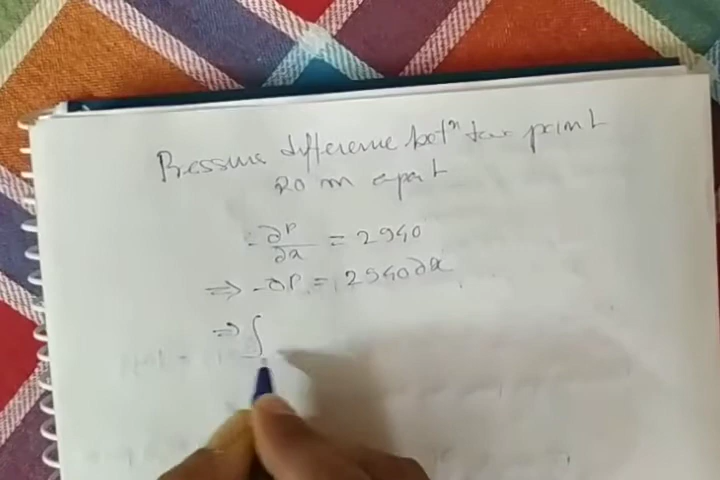 Pressure difference betⁿ two point
20 m apart
-∂P/∂x = 2940
⇒ -∂P = 2940 ∂x
⇒ ∫